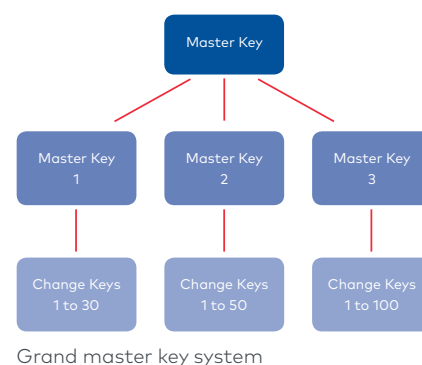 Master Key
Master Key
1
Master Key
2
Master Key
3
Change Keys
1 to 30
Change Keys
1 to 50
Change Keys
1 to 100
Grand master key system